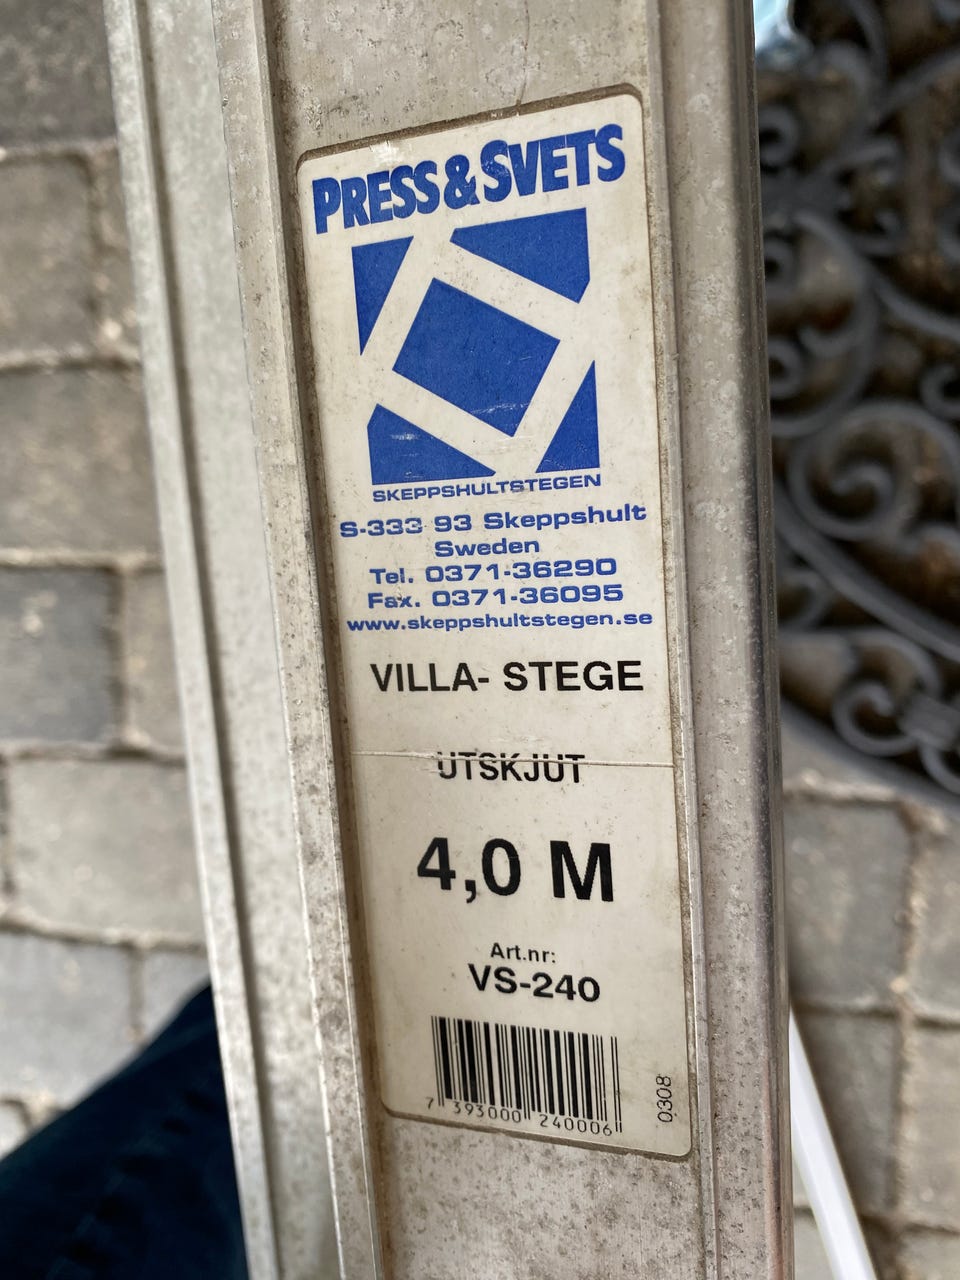 PRESS&SVETS
SKEPPSHULTSTEGEN
S-333 93 Skeppshult
Sweden
Tel. 0371-36290
Fax. 0371-36095
www.skeppshultstegen.se
VILLA- STEGE
UTSKJUT
4,0 M
Art.nr:
VS-240
7 393000 240006
0308